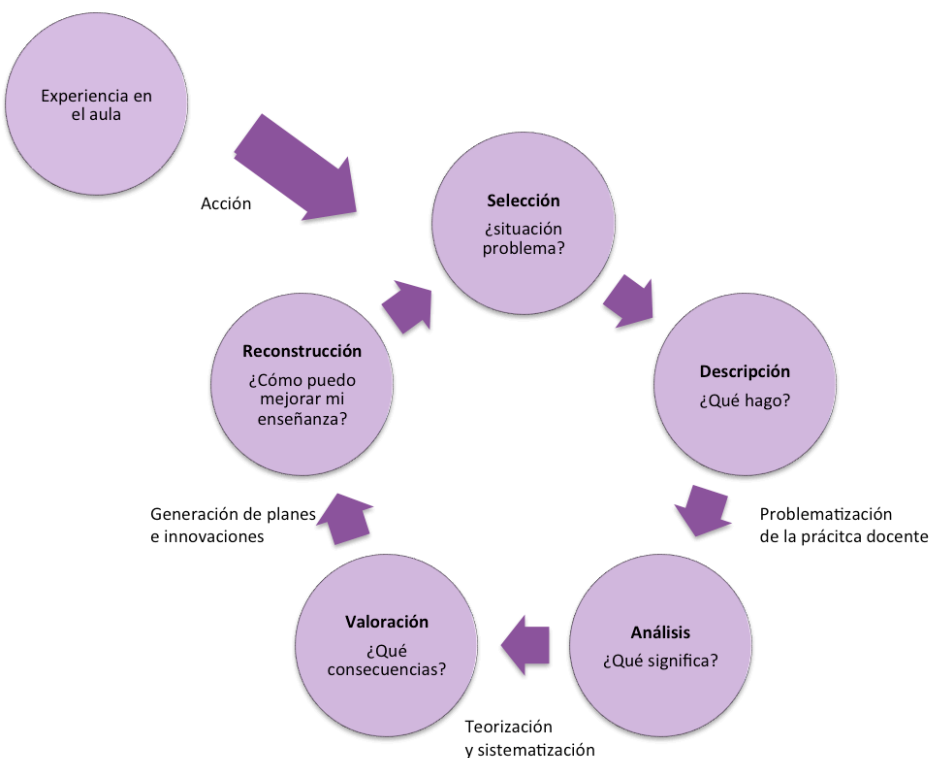 Experiencia en
el aula
Acción
Selección
¿situación
problema?
Descripción
¿Qué hago?
Problematización
de la prácitca docente
Análisis
¿Qué significa?
Teorización
y sistematización
Valoración
¿Qué
consecuencias?
Generación de planes
e innovaciones
Reconstrucción
¿Cómo puedo
mejorar mi
enseñanza?